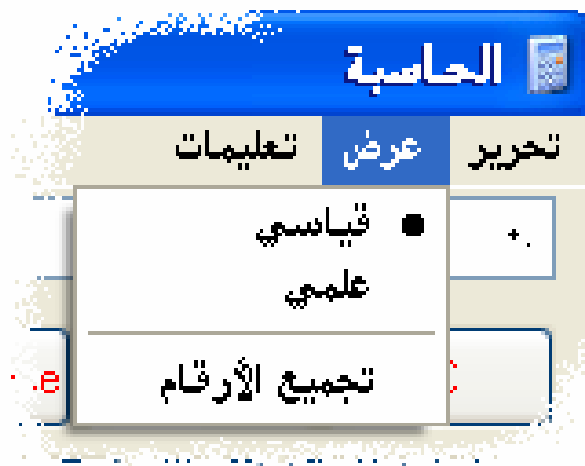 الحاسبة
تحرير عرض تعليمات
قياسي
علمي
تجميع الأرقام